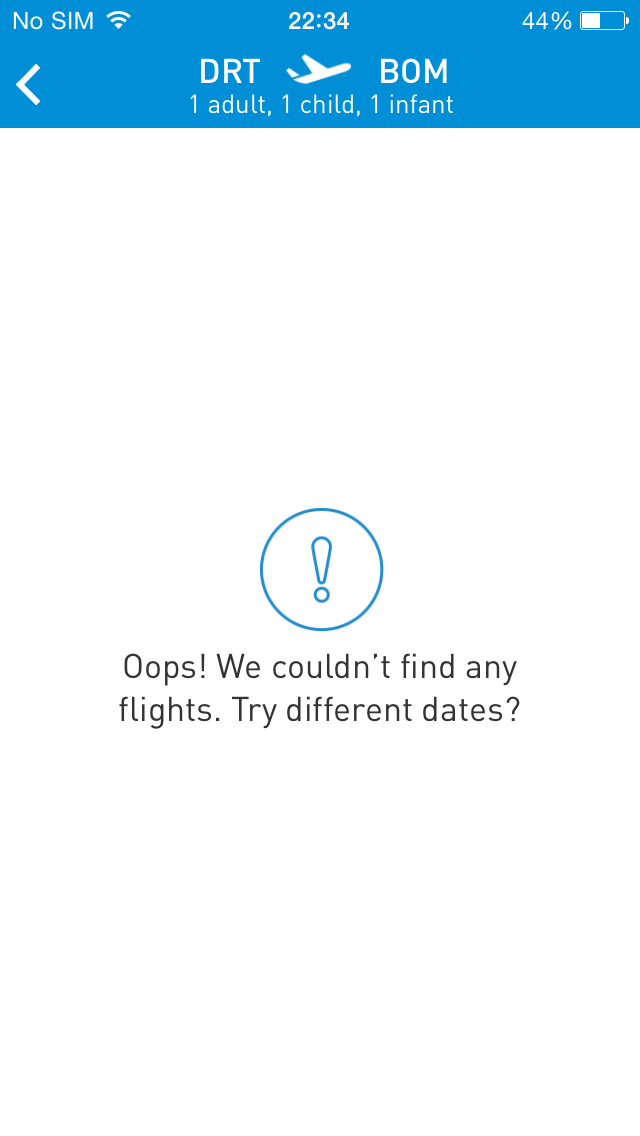 No SIM 22:34 44%
DRT BOM
1 adult, 1 child, 1 infant
Oops! We couldn't find any
flights. Try different dates?